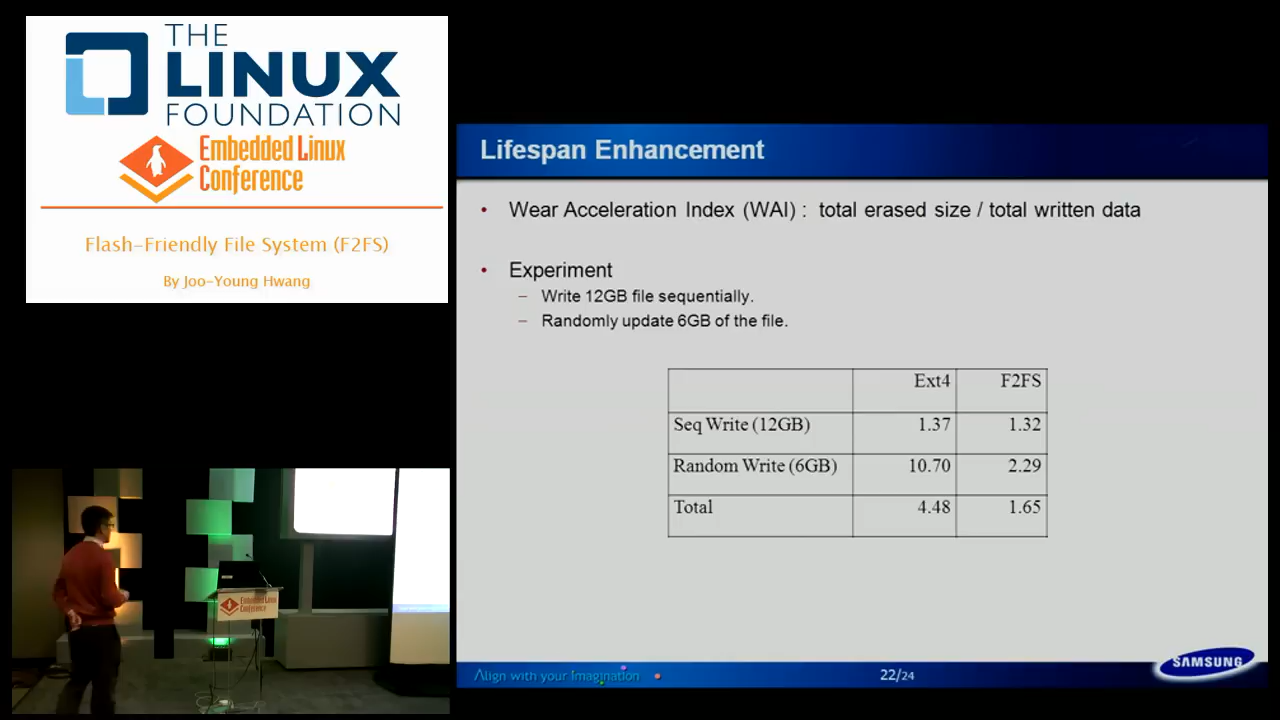 THE
LINUX
FOUNDATION
Embedded Linux
Conference
Flash-Friendly File System (F2FS)
By Joo-Young Hwang
Lifespan Enhancement
• Wear Acceleration Index (WAI) : total erased size / total written data
• Experiment
– Write 12GB file sequentially.
– Randomly update 6GB of the file.
Ext4 F2FS
Seq Write (12GB) 1.37 1.32
Random Write (6GB) 10.70 2.29
Total 4.48 1.65
Align with your Imagination
22/24
SAMSUNG
Embedded Linux
Conference